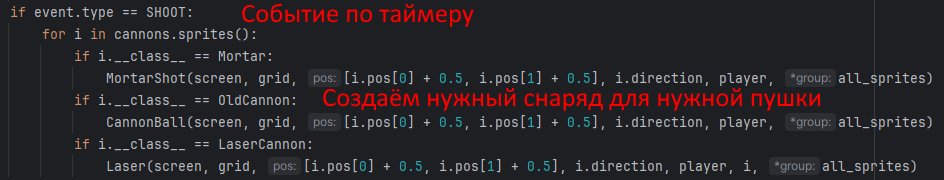 if event.type == SHOOT: Событие по таймеру
for i in cannons.sprites():
if i.__class__ == Mortar:
MortarShot(screen, grid, pos: [i.pos[0] + 0.5, i.pos[1] + 0.5], i.direction, player, *group: all_sprites)
if i.__class__ == OldCannon: Создаём нужный снаряд для нужной пушки
CannonBall(screen, grid, pos: [i.pos[0] + 0.5, i.pos[1] + 0.5], i.direction, player, *group: all_sprites)
if i.__class__ == LaserCannon:
Laser(screen, grid, pos: [i.pos[0] + 0.5, i.pos[1] + 0.5], i.direction, player, i, *group: all_sprites)